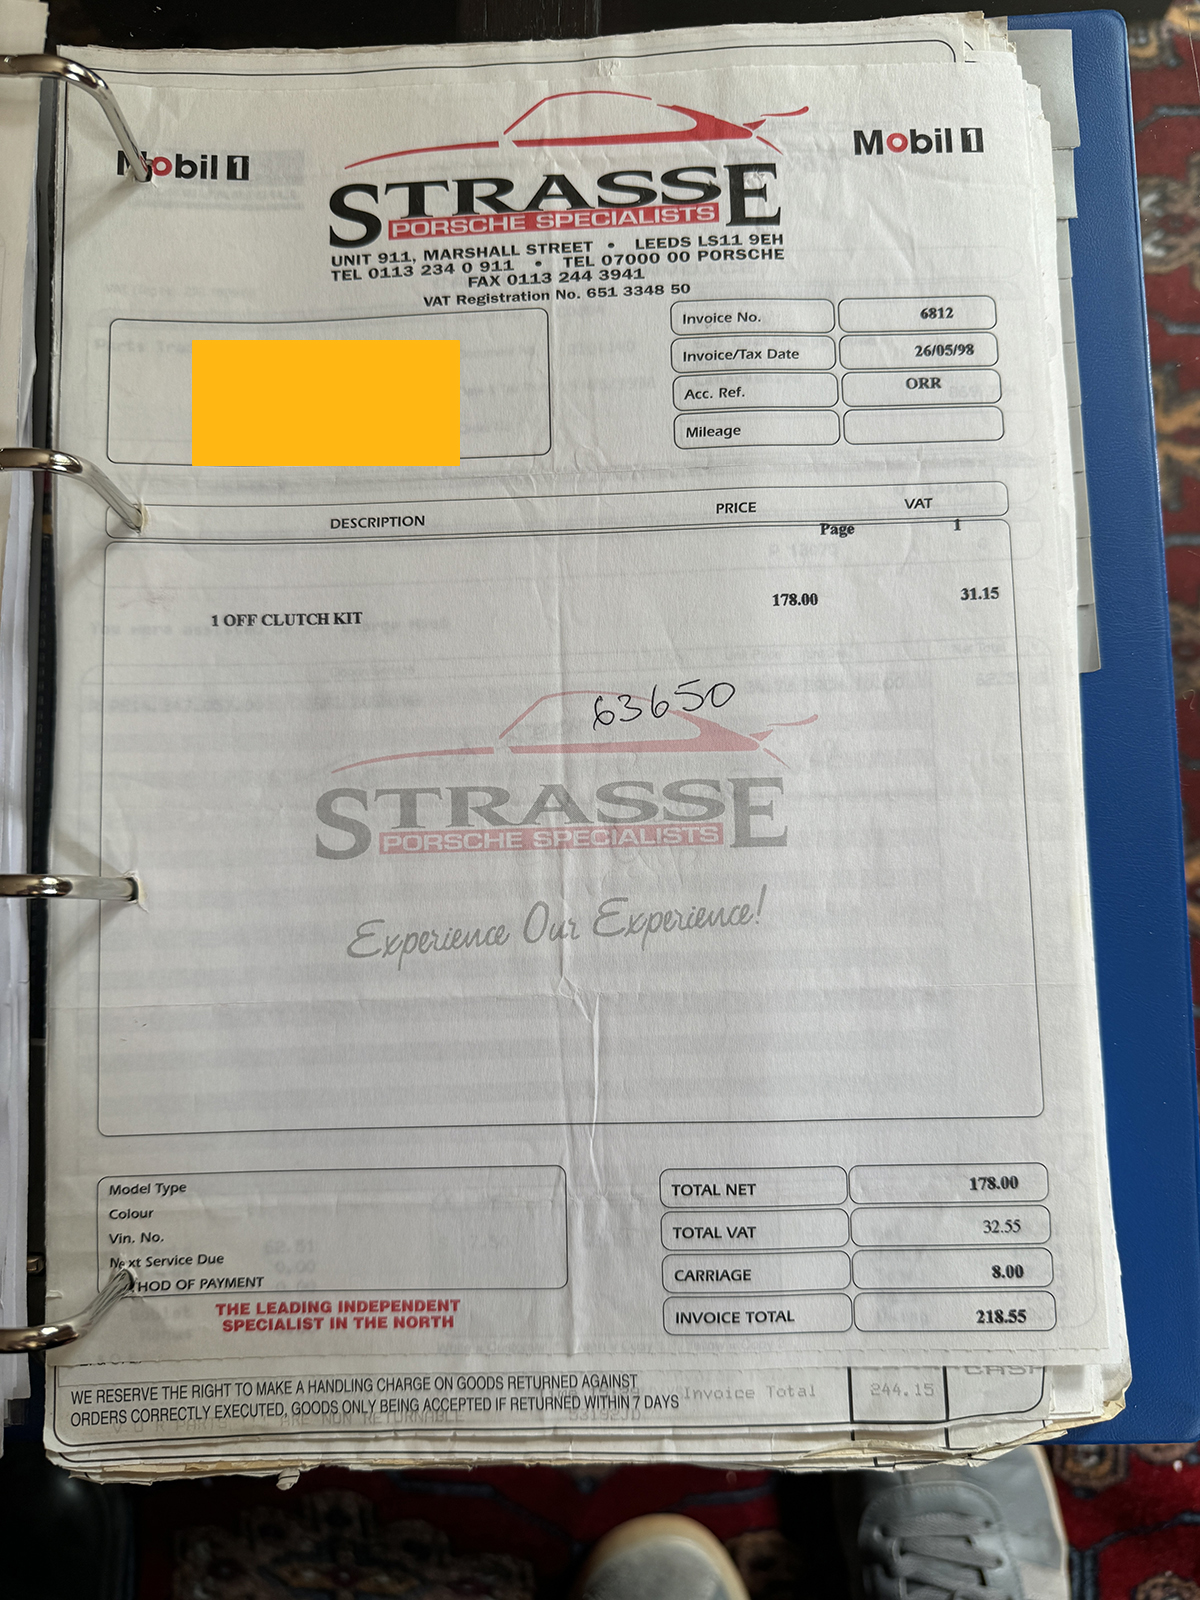 Mobil 1
Mobil 1
STRASSE
PORSCHE SPECIALISTS
UNIT 911, MARSHALL STREET • LEEDS LS11 9EH
TEL 0113 234 0 911 • TEL 07000 00 PORSCHE
FAX 0113 244 3941
VAT Registration No. 651 3348 50
Invoice No. 6812
Invoice/Tax Date 26/05/98
Acc. Ref. ORR
Mileage
DESCRIPTION PRICE VAT
Page 1
1 OFF CLUTCH KIT 178.00 31.15
63650
STRASSE
PORSCHE SPECIALISTS
Experience Our Experience!
Model Type
Colour
Vin. No.
Next Service Due
HOD OF PAYMENT
TOTAL NET 178.00
TOTAL VAT 32.55
CARRIAGE 8.00
INVOICE TOTAL 218.55
THE LEADING INDEPENDENT
SPECIALIST IN THE NORTH
WE RESERVE THE RIGHT TO MAKE A HANDLING CHARGE ON GOODS RETURNED AGAINST
ORDERS CORRECTLY EXECUTED, GOODS ONLY BEING ACCEPTED IF RETURNED WITHIN 7 DAYS
Invoice Total 244.15
CASH